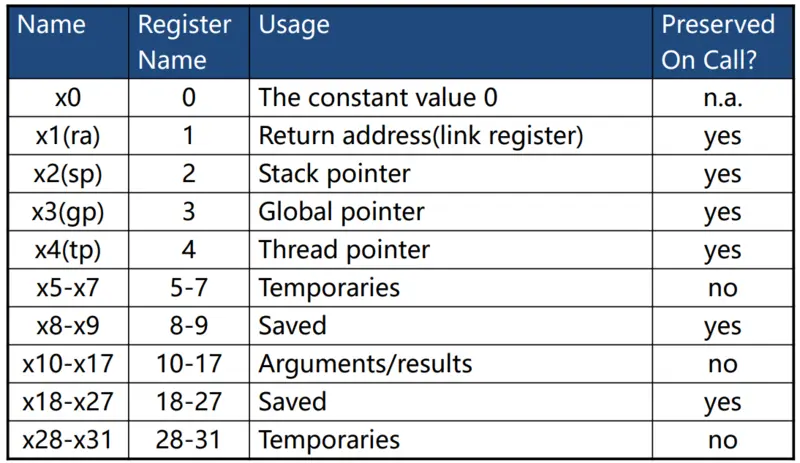 Name Register Name Usage Preserved On Call?
x0 0 The constant value 0 n.a.
x1(ra) 1 Return address(link register) yes
x2(sp) 2 Stack pointer yes
x3(gp) 3 Global pointer yes
x4(tp) 4 Thread pointer yes
x5-x7 5-7 Temporaries no
x8-x9 8-9 Saved yes
x10-x17 10-17 Arguments/results no
x18-x27 18-27 Saved yes
x28-x31 28-31 Temporaries no